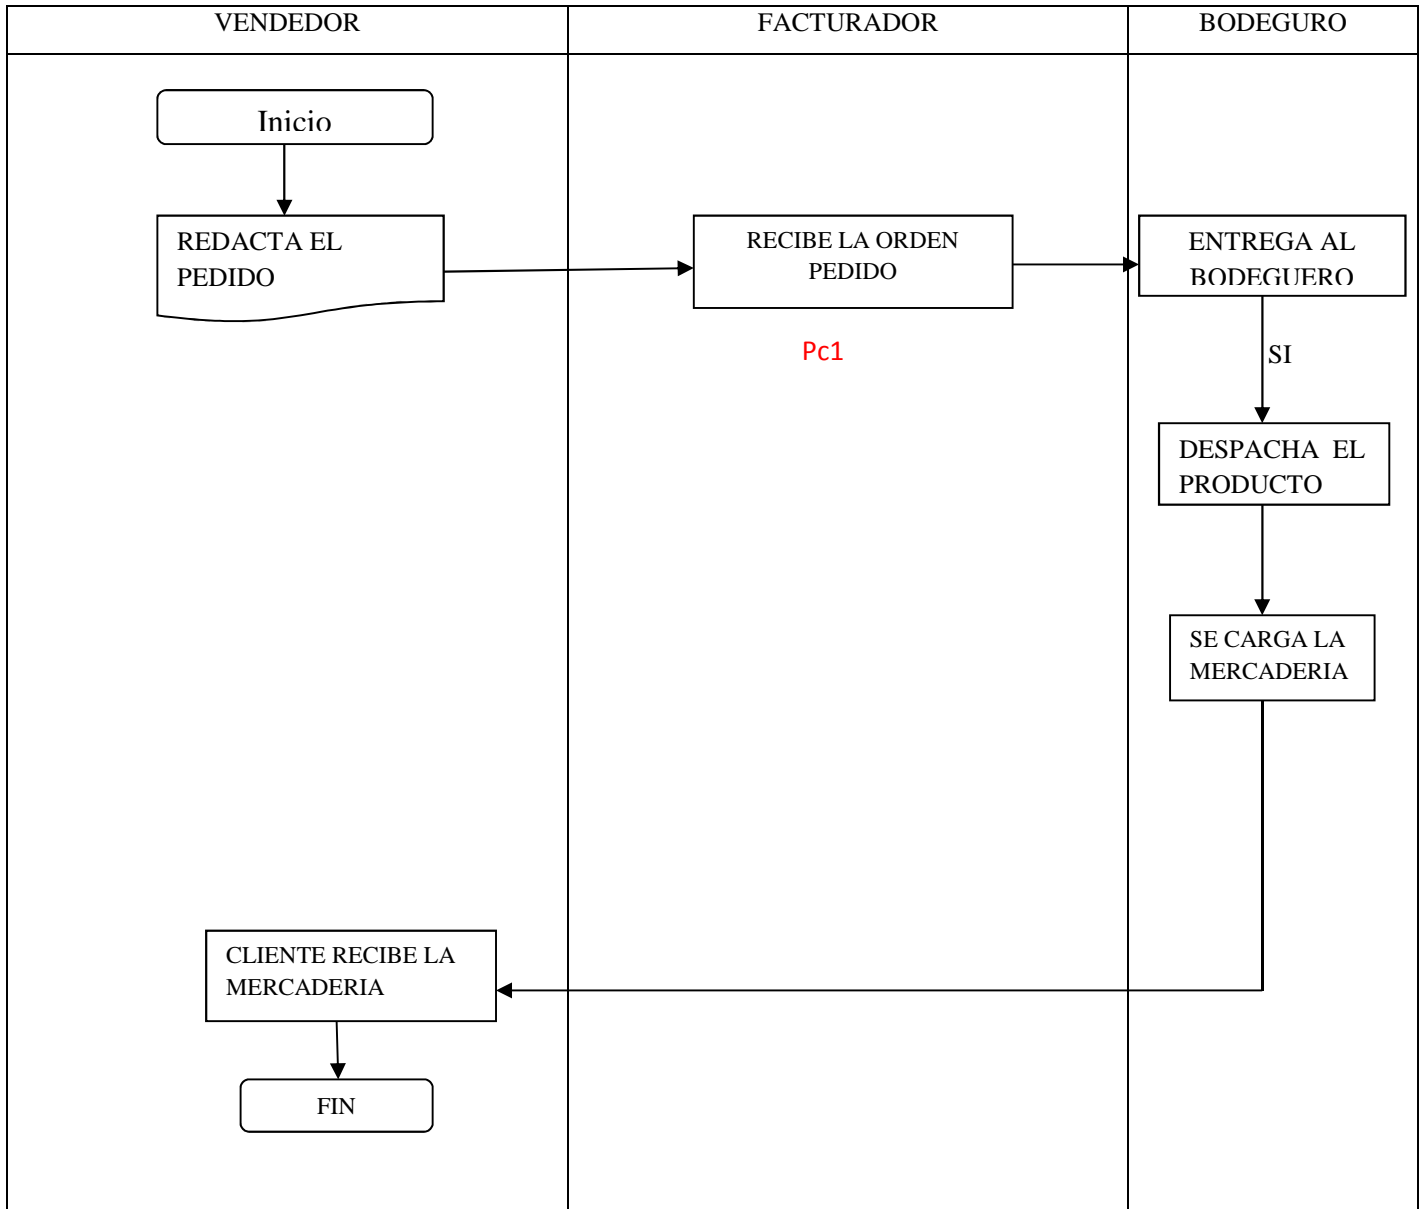 VENDEDOR
FACTURADOR
BODEGURO
Inicio
REDACTA EL
PEDIDO
RECIBE LA ORDEN
PEDIDO
ENTREGA AL
BODEGUERO
Pc1
SI
DESPACHA EL
PRODUCTO
SE CARGA LA
MERCADERIA
CLIENTE RECIBE LA
MERCADERIA
FIN